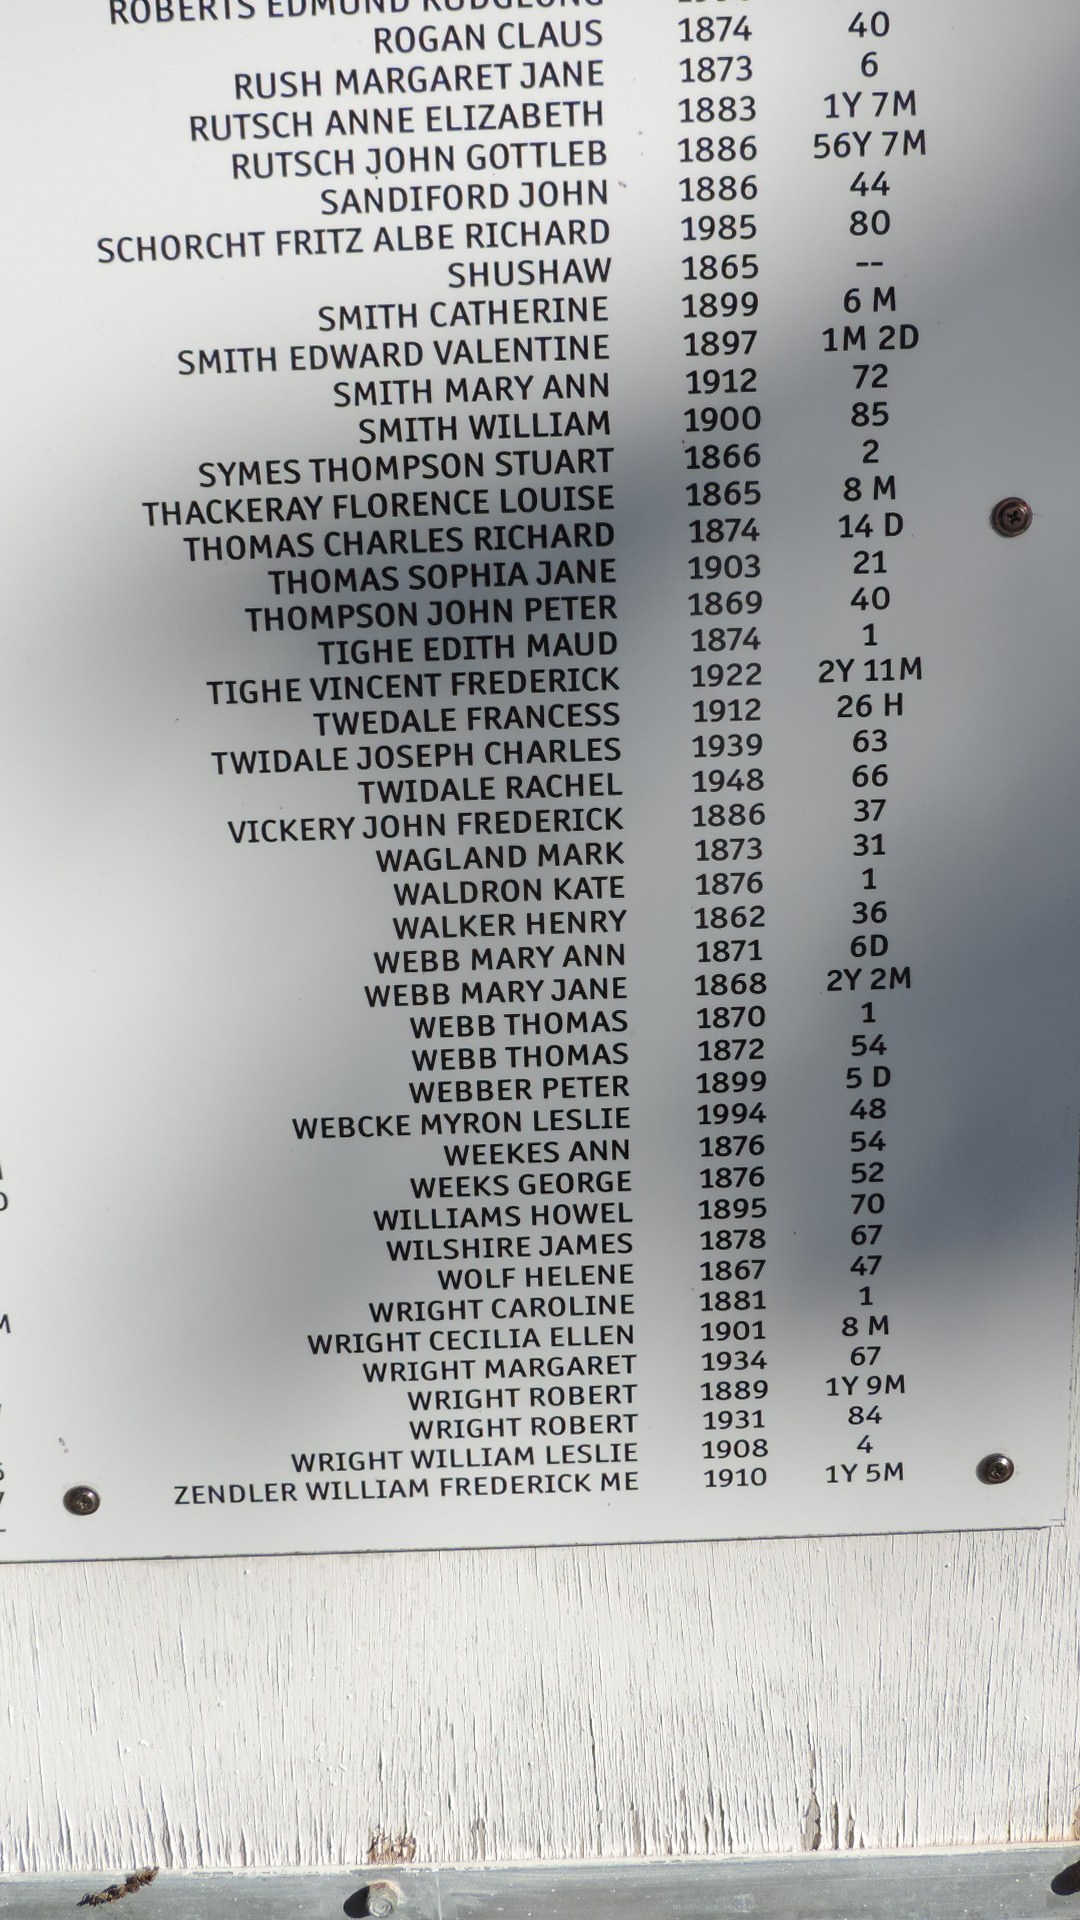 ROBERTS EDMUND
ROGAN CLAUS 1874 40
RUSH MARGARET JANE 1873 6
RUTSCH ANNE ELIZABETH 1883 1Y 7M
RUTSCH JOHN GOTTLEB 1886 56Y 7M
SANDIFORD JOHN 1886 44
SCHORCHT FRITZ ALBE RICHARD 1985 80
SHUSHAW 1865 --
SMITH CATHERINE 1899 6 M
SMITH EDWARD VALENTINE 1897 1M 2D
SMITH MARY ANN 1912 72
SMITH WILLIAM 1900 85
SYMES THOMPSON STUART 1866 2
THACKERAY FLORENCE LOUISE 1865 8 M
THOMAS CHARLES RICHARD 1874 14 D
THOMAS SOPHIA JANE 1903 21
THOMPSON JOHN PETER 1869 40
TIGHE EDITH MAUD 1874 1
TIGHE VINCENT FREDERICK 1922 2Y 11M
TWEDALE FRANCESS 1912 26 H
TWIDALE JOSEPH CHARLES 1939 63
TWIDALE RACHEL 1948 66
VICKERY JOHN FREDERICK 1886 37
WAGLAND MARK 1873 31
WALDRON KATE 1876 1
WALKER HENRY 1862 36
WEBB MARY ANN 1871 6D
WEBB MARY JANE 1868 2Y 2M
WEBB THOMAS 1870 1
WEBB THOMAS 1872 54
WEBBER PETER 1899 5 D
WEBCKE MYRON LESLIE 1994 48
WEEKES ANN 1876 54
WEEKS GEORGE 1876 52
WILLIAMS HOWEL 1895 70
WILSHIRE JAMES 1878 67
WOLF HELENE 1867 47
WRIGHT CAROLINE 1881 1
WRIGHT CECILIA ELLEN 1901 8 M
WRIGHT MARGARET 1934 67
WRIGHT ROBERT 1889 1Y 9M
WRIGHT ROBERT 1931 84
WRIGHT WILLIAM LESLIE 1908 4
ZENDLER WILLIAM FREDERICK ME 1910 1Y 5M